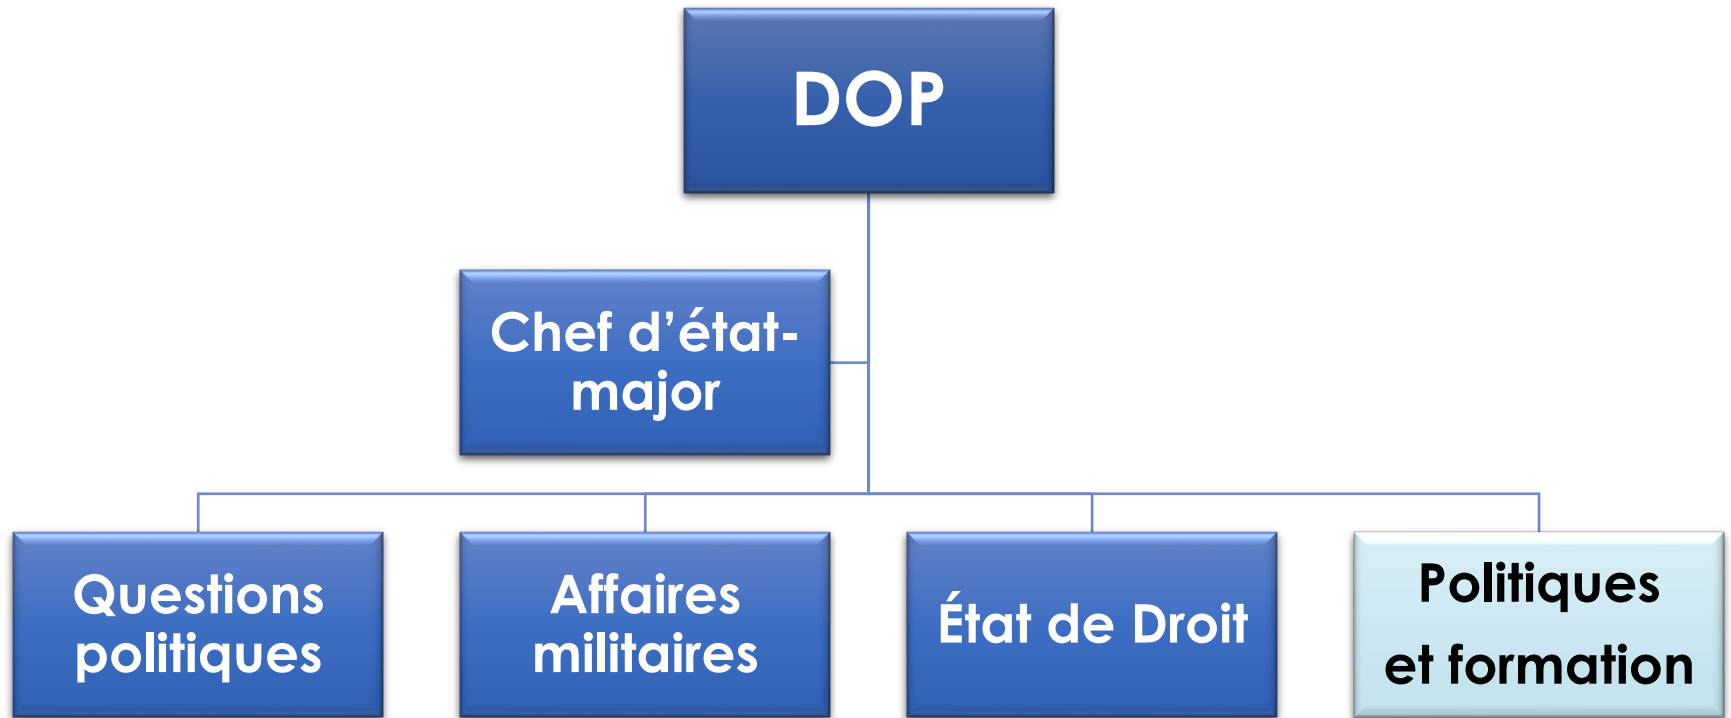 DOP
Chef d’état-
major
Questions
politiques
Affaires
militaires
État de Droit
Politiques
et formation